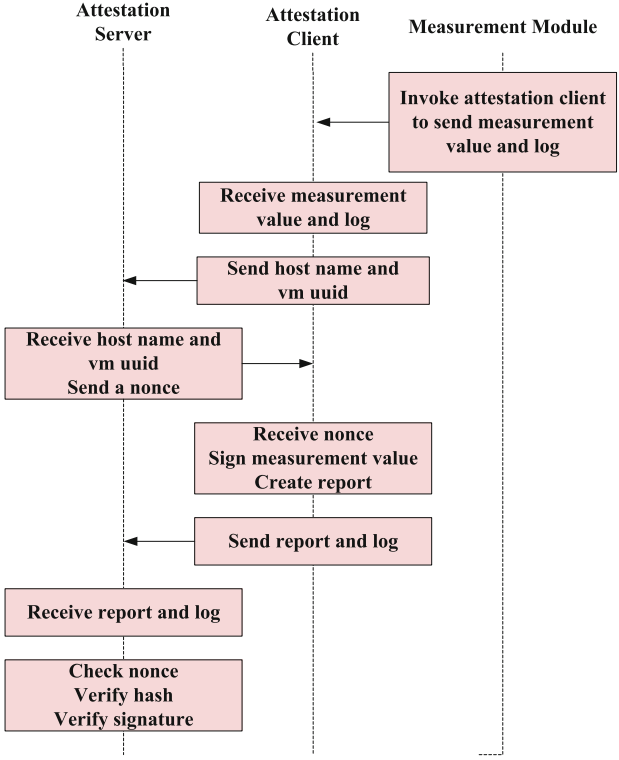 Attestation
Server
Attestation
Client
Measurement Module
Invoke attestation client
to send measurement
value and log
Receive measurement
value and log
Send host name and
vm uuid
Receive host name and
vm uuid
Send a nonce
Receive nonce
Sign measurement value
Create report
Send report and log
Receive report and log
Check nonce
Verify hash
Verify signature